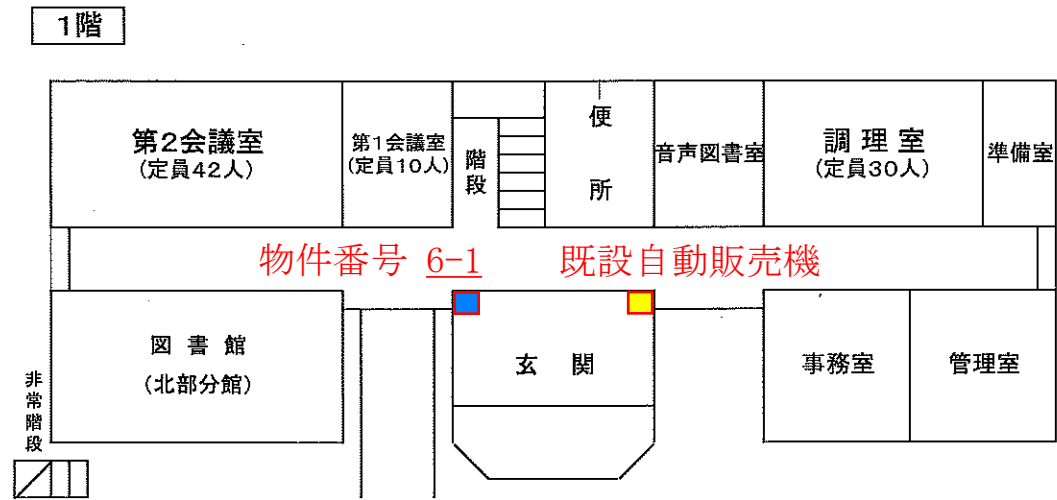 1階
第2会議室
(定員42人)
第1会議室
(定員10人)
階段
便所
音声図書室
調理室
(定員30人)
準備室
物件番号 6-1
既設自動販売機
図書館
(北部分館)
玄関
事務室
管理室
非常階段